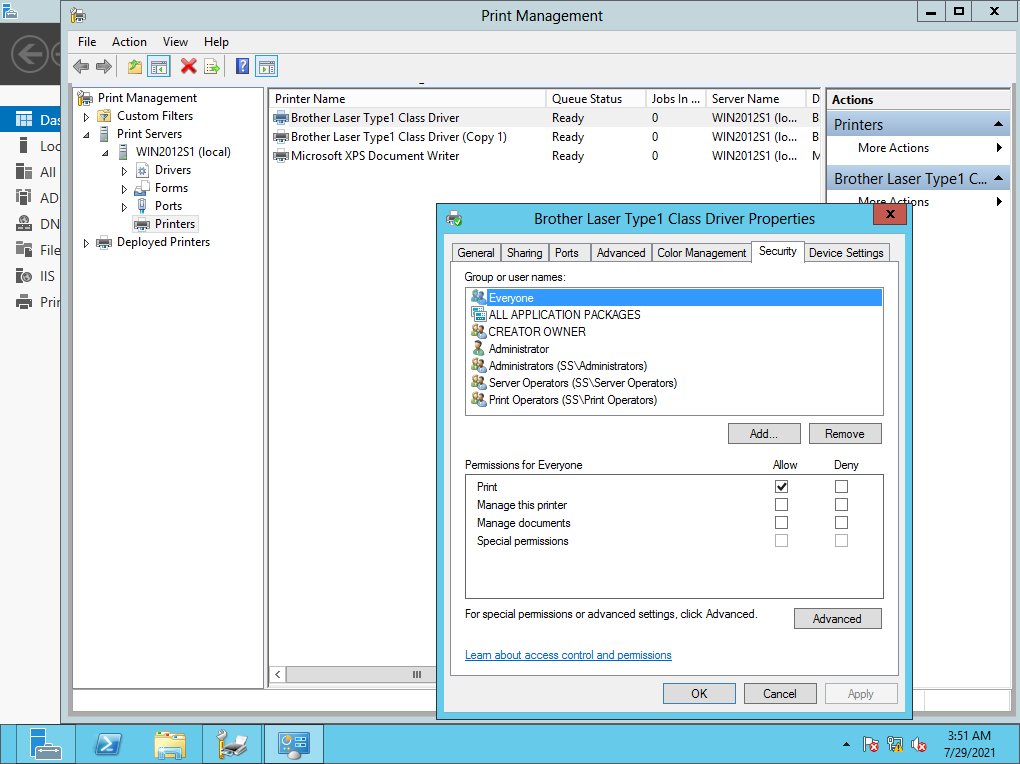 Print Management
File Action View Help
Print Management
Custom Filters
Print Servers
WIN2012S1 (local)
Drivers
Forms
Ports
Printers
Deployed Printers
Das
Loc
All
AD
DN
File
IIS
Prir
Printer Name Queue Status Jobs In ... Server Name D
Brother Laser Type1 Class Driver Ready 0 WIN2012S1 (lo... B
Brother Laser Type1 Class Driver (Copy 1) Ready 0 WIN2012S1 (lo... B
Microsoft XPS Document Writer Ready 0 WIN2012S1 (lo... M
Actions
Printers
More Actions
Brother Laser Type1 C...
More Actions
Brother Laser Type1 Class Driver Properties
General Sharing Ports Advanced Color Management Security Device Settings
Group or user names:
Everyone
ALL APPLICATION PACKAGES
CREATOR OWNER
Administrator
Administrators (SS\Administrators)
Server Operators (SS\Server Operators)
Print Operators (SS\Print Operators)
Add... Remove
Permissions for Everyone Allow Deny
Print
Manage this printer
Manage documents
Special permissions
For special permissions or advanced settings, click Advanced.
Advanced
Learn about access control and permissions
OK Cancel Apply
3:51 AM
7/29/2021